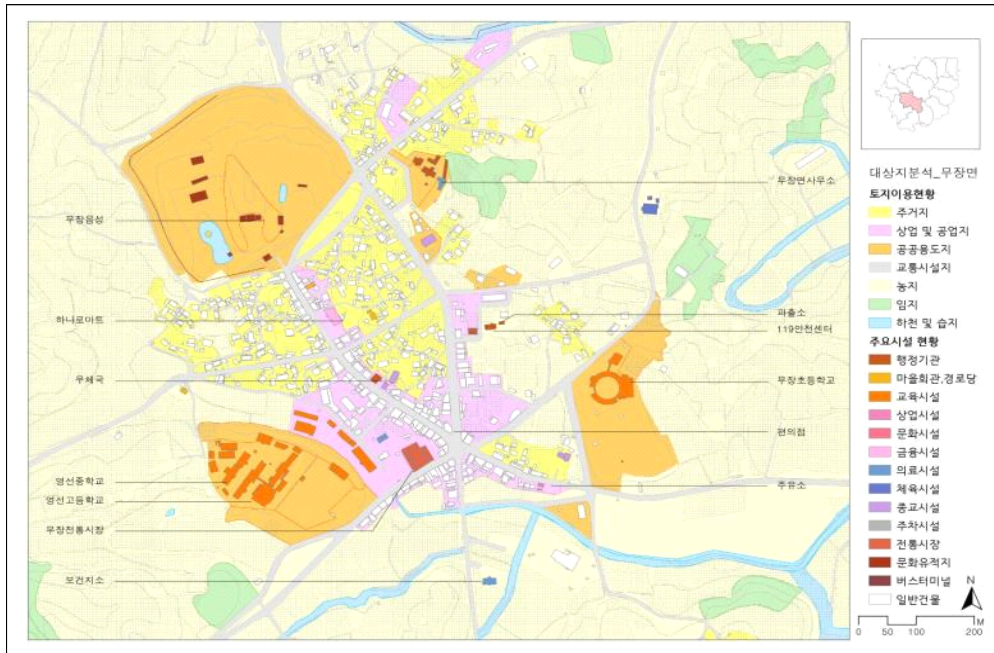 무장읍성
하나로마트
우체국
영선중학교
영선고등학교
무장전통시장
보건지소
무장면사무소
파출소
119안전센터
무장초등학교
편의점
주유소
대상지분석_무장면
토지이용현황
주거지
상업 및 공업지
공공용도지
교통시설지
농지
임지
하천 및 습지
주요시설 현황
행정기관
마을회관,경로당
교육시설
상업시설
문화시설
금융시설
의료시설
체육시설
종교시설
주차시설
전통시장
문화유적지
버스터미널
일반건물
N
M
0 50 100 200